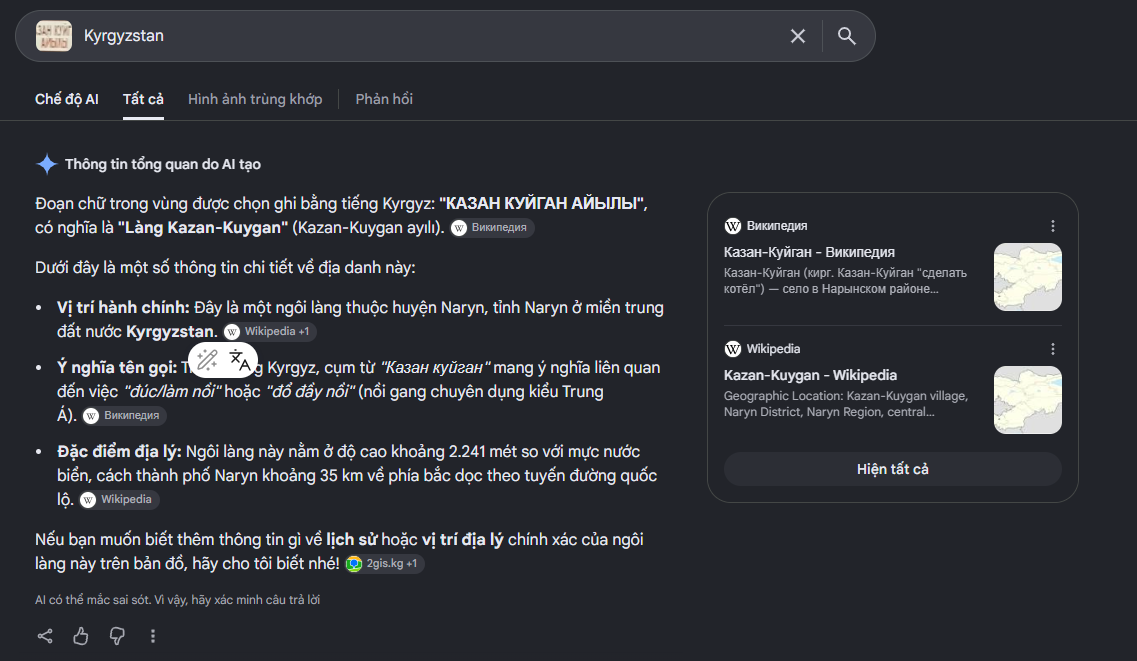 ЗАН КУЙГ
АЙЫЛЫ
Kyrgyzstan
Chế độ AI
Tất cả
Hình ảnh trùng khớp
Phản hồi
Thông tin tổng quan do AI tạo
Đoạn chữ trong vùng được chọn ghi bằng tiếng Kyrgyz: "КАЗАН КУЙГАН АЙЫЛЫ",
có nghĩa là "Làng Kazan-Kuygan" (Kazan-Kuygan ayılı). Википедия
Dưới đây là một số thông tin chi tiết về địa danh này:
• Vị trí hành chính: Đây là một ngôi làng thuộc huyện Naryn, tỉnh Naryn ở miền trung
đất nước Kyrgyzstan. Wikipedia +1
• Ý nghĩa tên gọi: Kyrgyz, cụm từ "Казан куйган" mang ý nghĩa liên quan
đến việc "đúc/làm nồi" hoặc "đổ đầy nồi" (nồi gang chuyên dụng kiểu Trung
Á). Википедия
• Đặc điểm địa lý: Ngôi làng này nằm ở độ cao khoảng 2.241 mét so với mực nước
biển, cách thành phố Naryn khoảng 35 km về phía bắc dọc theo tuyến đường quốc
lộ. Wikipedia
Nếu bạn muốn biết thêm thông tin gì về lịch sử hoặc vị trí địa lý chính xác của ngôi
làng này trên bản đồ, hãy cho tôi biết nhé! 2gis.kg +1
AI có thể mắc sai sót. Vì vậy, hãy xác minh câu trả lời
Википедия
Казан-Куйган - Википедия
Казан-Куйган (кирг. Казан-Куйган "сделать
котёл") — село в Нарынском районе...
Wikipedia
Kazan-Kuygan - Wikipedia
Geographic Location: Kazan-Kuygan village,
Naryn District, Naryn Region, central...
Hiện tất cả